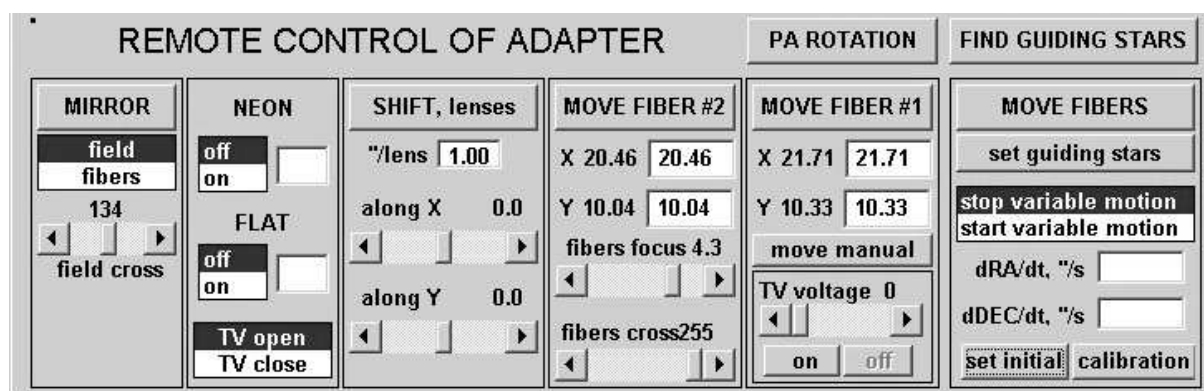 REMOTE CONTROL OF ADAPTER
PA ROTATION
FIND GUIDING STARS
MIRROR
field
fibers
134
field cross
NEON
off
on
FLAT
off
on
TV open
TV close
SHIFT, lenses
"/lens 1.00
along X 0.0
along Y 0.0
MOVE FIBER #2
X 20.46 20.46
Y 10.04 10.04
fibers focus 4.3
fibers cross255
MOVE FIBER #1
X 21.71 21.71
Y 10.33 10.33
move manual
TV voltage 0
on off
MOVE FIBERS
set guiding stars
stop variable motion
start variable motion
dRA/dt, "/s
dDEC/dt, "/s
set initial calibration